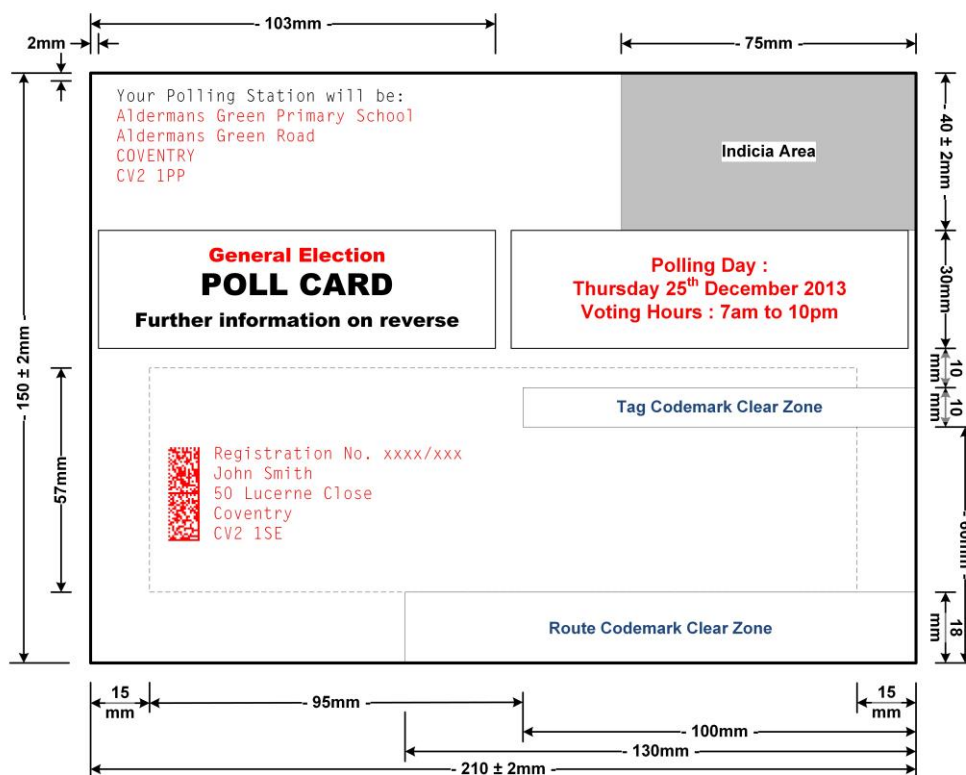 - 103mm -
2mm
- 75mm -
Your Polling Station will be:
Aldermans Green Primary School
Aldermans Green Road
COVENTRY
CV2 1PP
Indicia Area
- 40 ± 2mm -
General Election
POLL CARD
Further information on reverse
Polling Day :
Thursday 25th December 2013
Voting Hours : 7am to 10pm
30mm
- 150 ± 2mm -
10
mm
10
mm
Tag Codemark Clear Zone
57mm
Registration No. xxxx/xxx
John Smith
50 Lucerne Close
Coventry
CV2 1SE
Route Codemark Clear Zone
18
mm
15
mm
- 95mm -
15
mm
- 100mm -
- 130mm -
- 210 ± 2mm -